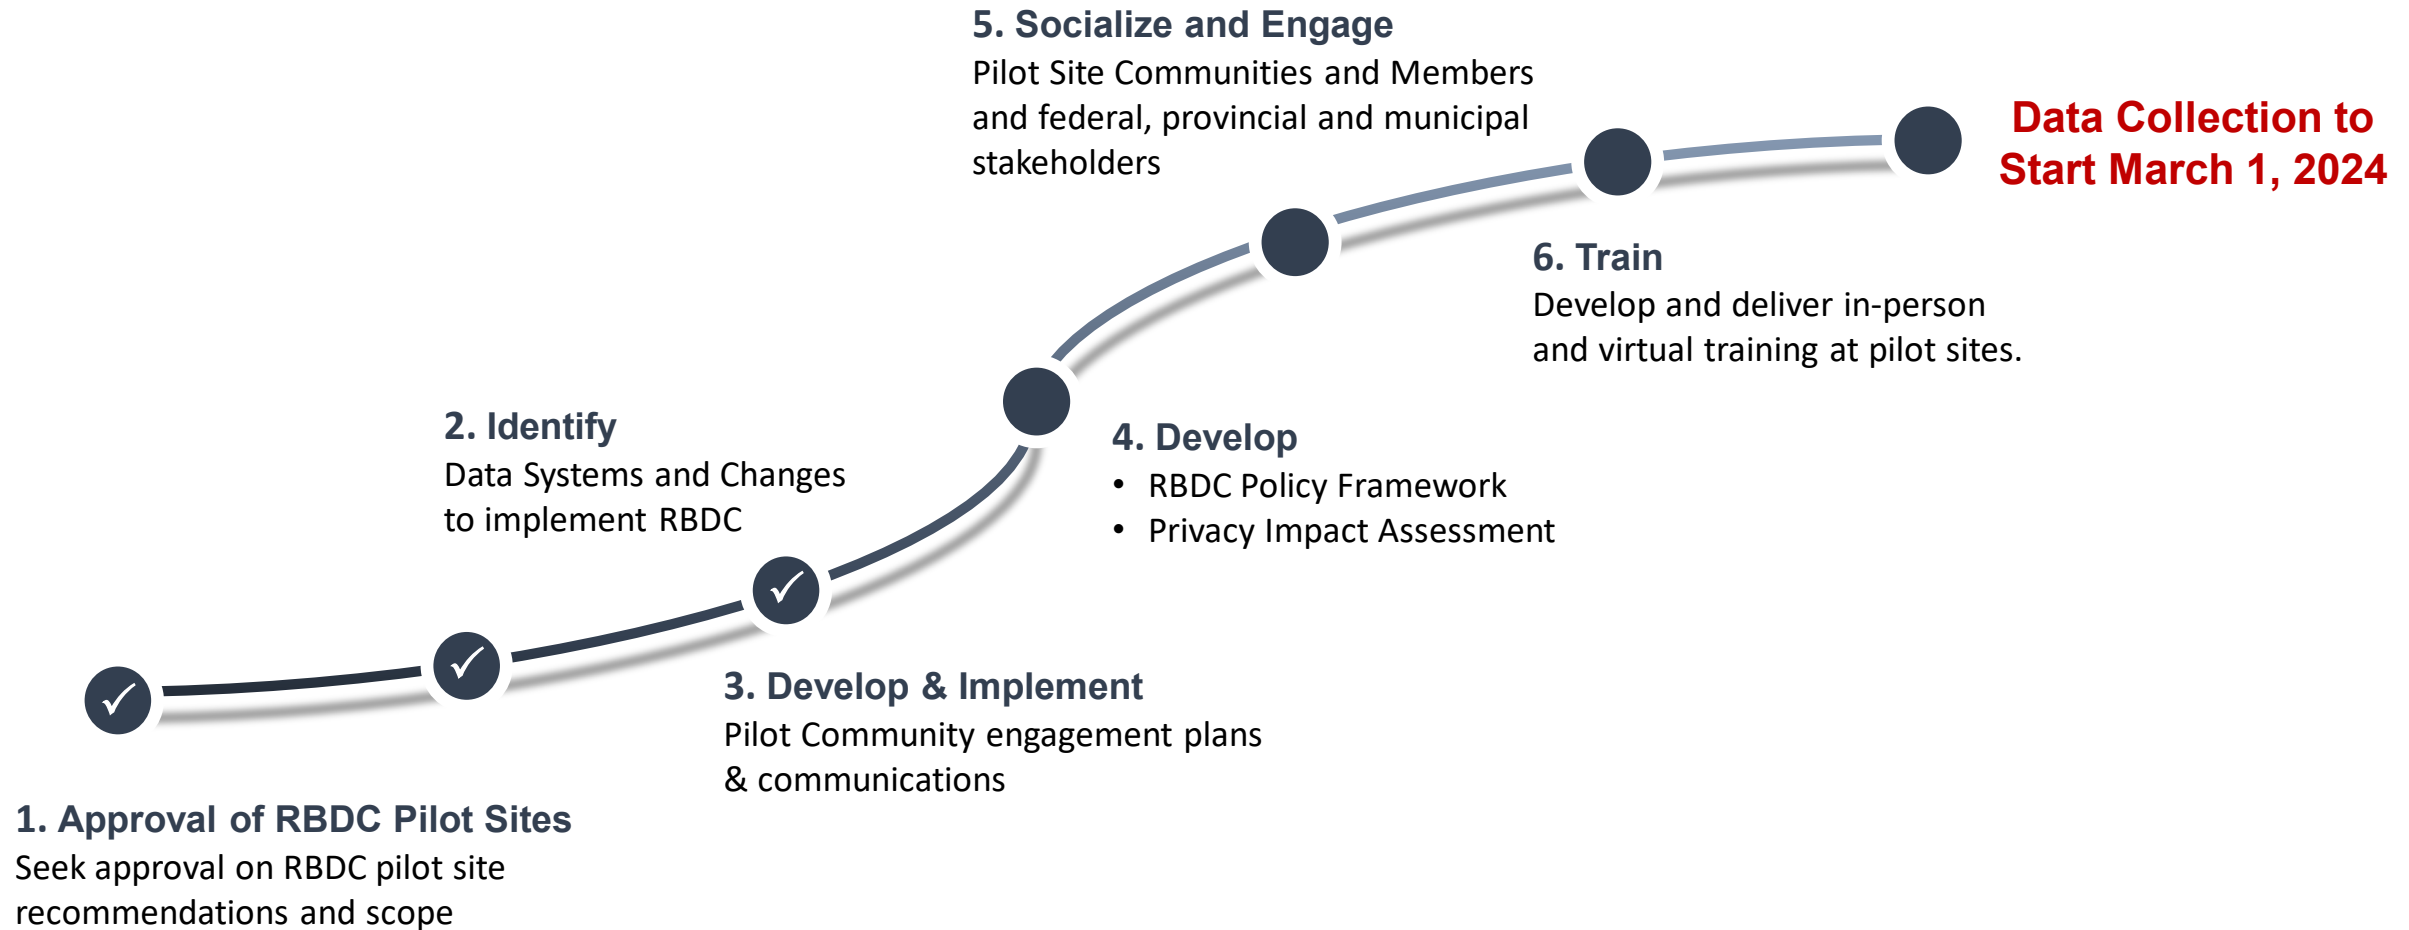 5. Socialize and Engage
Pilot Site Communities and Members
and federal, provincial and municipal
stakeholders
Data Collection to
Start March 1, 2024
6. Train
Develop and deliver in-person
and virtual training at pilot sites.
2. Identify
Data Systems and Changes
to implement RBDC
4. Develop
• RBDC Policy Framework
• Privacy Impact Assessment
3. Develop & Implement
Pilot Community engagement plans
& communications
1. Approval of RBDC Pilot Sites
Seek approval on RBDC pilot site
recommendations and scope